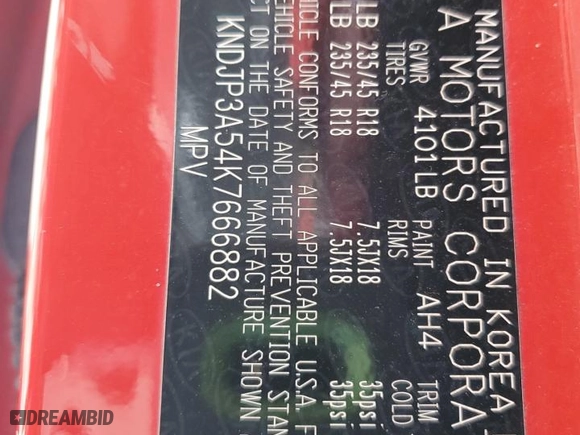 MANUFACTURED IN KOREA
A MOTORS CORPORA
GVWR 4101LB PAINT AH4 TRIM
TIRES RIMS COLD
LB 235/45 R18 7.5JX18 35psi
LB 235/45 R18 7.5JX18 35psi
CLE CONFORMS TO ALL APPLICABLE U.S.A. F
EHICLE SAFETY AND THEFT PREVENTION STAN
CT ON THE DATE OF MANUFACTURE SHOWN
KNDJP3A54K7666882
MPV
DREAMBID